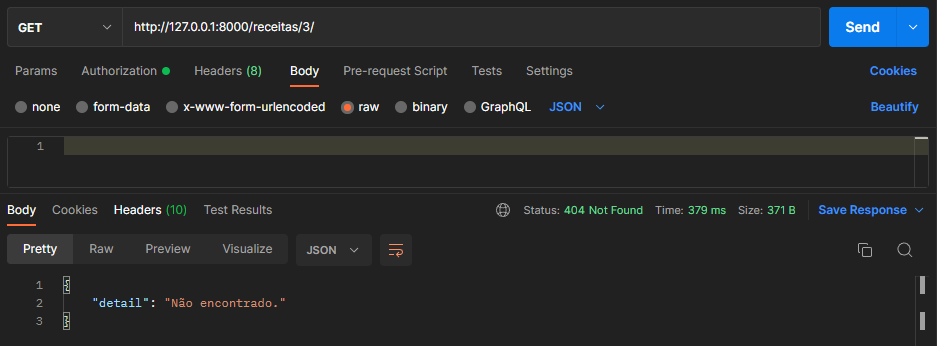 GET http://127.0.0.1:8000/receitas/3/ Send
Params Authorization Headers (8) Body Pre-request Script Tests Settings Cookies
none form-data x-www-form-urlencoded raw binary GraphQL JSON Beautify
1
Body Cookies Headers (10) Test Results Status: 404 Not Found Time: 379 ms Size: 371 B Save Response
Pretty Raw Preview Visualize JSON
1 {
2 "detail": "Não encontrado."
3 }